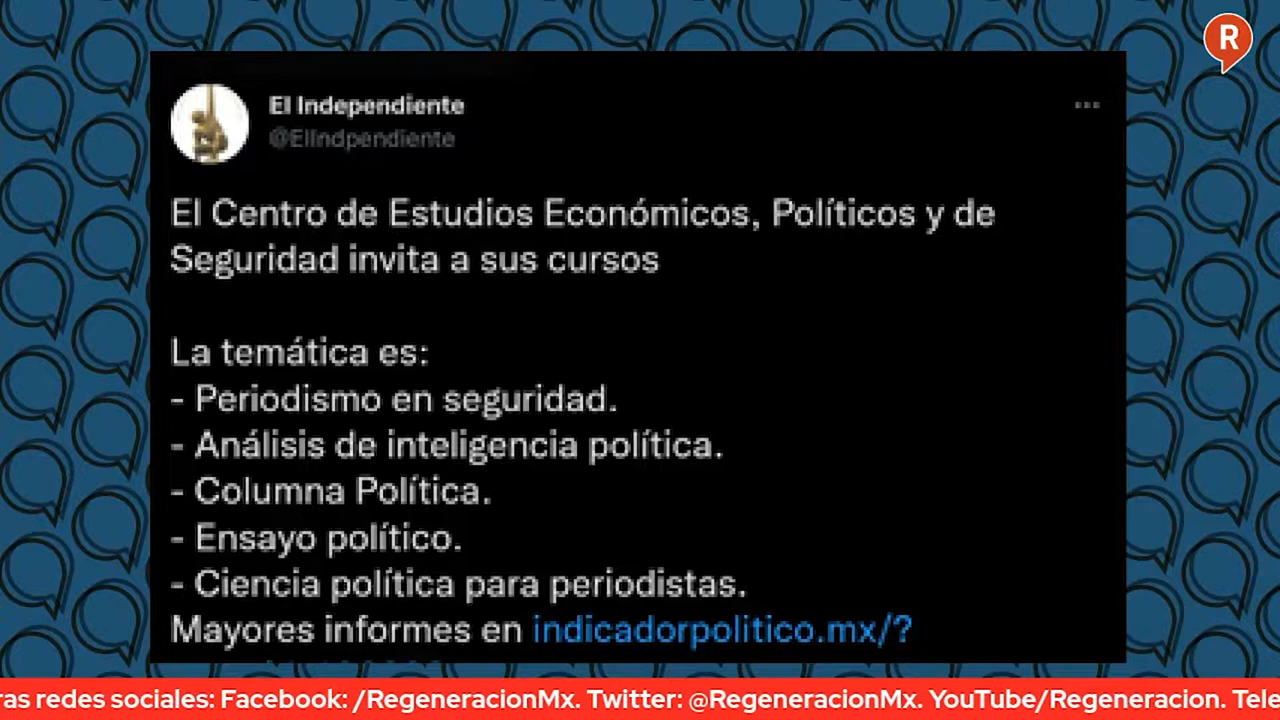 R
El Independiente
@ElIndpendiente
El Centro de Estudios Económicos, Políticos y de
Seguridad invita a sus cursos
La temática es:
- Periodismo en seguridad.
- Análisis de inteligencia política.
- Columna Política.
- Ensayo político.
- Ciencia política para periodistas.
Mayores informes en indicadorpolitico.mx/?
redes sociales: Facebook: /RegeneracionMx. Twitter: @RegeneracionMx. YouTube/Regeneracion.